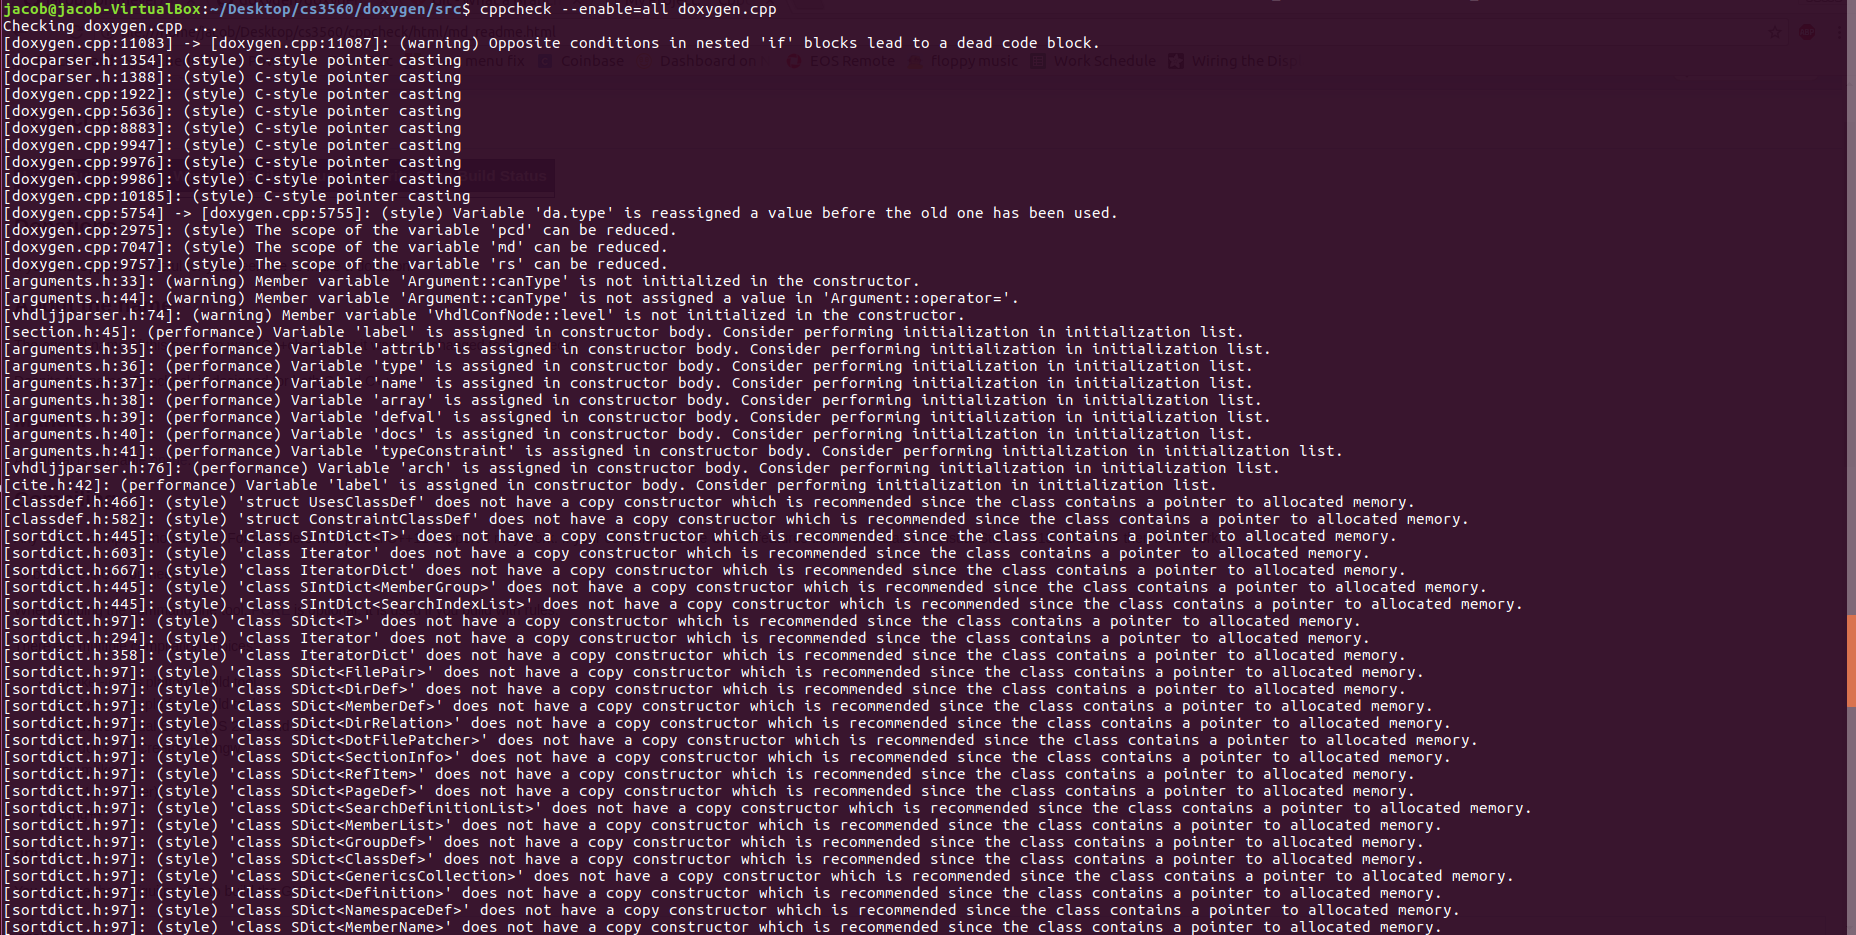 jacob@jacob-VirtualBox:~/Desktop/cs3560/doxygen/src$ cppcheck --enable=all doxygen.cpp
Checking doxygen.cpp ...
[doxygen.cpp:11083] -> [doxygen.cpp:11087]: (warning) Opposite conditions in nested 'if' blocks lead to a dead code block.
[docparser.h:1354]: (style) C-style pointer casting
[docparser.h:1388]: (style) C-style pointer casting
[doxygen.cpp:1922]: (style) C-style pointer casting
[doxygen.cpp:5636]: (style) C-style pointer casting
[doxygen.cpp:8883]: (style) C-style pointer casting
[doxygen.cpp:9947]: (style) C-style pointer casting
[doxygen.cpp:9976]: (style) C-style pointer casting
[doxygen.cpp:9986]: (style) C-style pointer casting
[doxygen.cpp:10185]: (style) C-style pointer casting
[doxygen.cpp:5754] -> [doxygen.cpp:5755]: (style) Variable 'da.type' is reassigned a value before the old one has been used.
[doxygen.cpp:2975]: (style) The scope of the variable 'pcd' can be reduced.
[doxygen.cpp:7047]: (style) The scope of the variable 'md' can be reduced.
[doxygen.cpp:9757]: (style) The scope of the variable 'rs' can be reduced.
[arguments.h:33]: (warning) Member variable 'Argument::canType' is not initialized in the constructor.
[arguments.h:44]: (warning) Member variable 'Argument::canType' is not assigned a value in 'Argument::operator='.
[vhdljjparser.h:74]: (warning) Member variable 'VhdlConfNode::level' is not initialized in the constructor.
[section.h:45]: (performance) Variable 'label' is assigned in constructor body. Consider performing initialization in initialization list.
[arguments.h:35]: (performance) Variable 'attrib' is assigned in constructor body. Consider performing initialization in initialization list.
[arguments.h:36]: (performance) Variable 'type' is assigned in constructor body. Consider performing initialization in initialization list.
[arguments.h:37]: (performance) Variable 'name' is assigned in constructor body. Consider performing initialization in initialization list.
[arguments.h:38]: (performance) Variable 'array' is assigned in constructor body. Consider performing initialization in initialization list.
[arguments.h:39]: (performance) Variable 'defval' is assigned in constructor body. Consider performing initialization in initialization list.
[arguments.h:40]: (performance) Variable 'docs' is assigned in constructor body. Consider performing initialization in initialization list.
[arguments.h:41]: (performance) Variable 'typeConstraint' is assigned in constructor body. Consider performing initialization in initialization list.
[vhdljjparser.h:76]: (performance) Variable 'arch' is assigned in constructor body. Consider performing initialization in initialization list.
[cite.h:42]: (performance) Variable 'label' is assigned in constructor body. Consider performing initialization in initialization list.
[classdef.h:466]: (style) 'struct UsesClassDef' does not have a copy constructor which is recommended since the class contains a pointer to allocated memory.
[classdef.h:582]: (style) 'struct ConstraintClassDef' does not have a copy constructor which is recommended since the class contains a pointer to allocated memory.
[sortdict.h:445]: (style) 'class SIntDict<T>' does not have a copy constructor which is recommended since the class contains a pointer to allocated memory.
[sortdict.h:603]: (style) 'class Iterator' does not have a copy constructor which is recommended since the class contains a pointer to allocated memory.
[sortdict.h:667]: (style) 'class IteratorDict' does not have a copy constructor which is recommended since the class contains a pointer to allocated memory.
[sortdict.h:445]: (style) 'class SIntDict<MemberGroup>' does not have a copy constructor which is recommended since the class contains a pointer to allocated memory.
[sortdict.h:445]: (style) 'class SIntDict<SearchIndexList>' does not have a copy constructor which is recommended since the class contains a pointer to allocated memory.
[sortdict.h:97]: (style) 'class SDict<T>' does not have a copy constructor which is recommended since the class contains a pointer to allocated memory.
[sortdict.h:294]: (style) 'class Iterator' does not have a copy constructor which is recommended since the class contains a pointer to allocated memory.
[sortdict.h:358]: (style) 'class IteratorDict' does not have a copy constructor which is recommended since the class contains a pointer to allocated memory.
[sortdict.h:97]: (style) 'class SDict<FilePair>' does not have a copy constructor which is recommended since the class contains a pointer to allocated memory.
[sortdict.h:97]: (style) 'class SDict<DirDef>' does not have a copy constructor which is recommended since the class contains a pointer to allocated memory.
[sortdict.h:97]: (style) 'class SDict<MemberDef>' does not have a copy constructor which is recommended since the class contains a pointer to allocated memory.
[sortdict.h:97]: (style) 'class SDict<DirRelation>' does not have a copy constructor which is recommended since the class contains a pointer to allocated memory.
[sortdict.h:97]: (style) 'class SDict<DotFilePatcher>' does not have a copy constructor which is recommended since the class contains a pointer to allocated memory.
[sortdict.h:97]: (style) 'class SDict<SectionInfo>' does not have a copy constructor which is recommended since the class contains a pointer to allocated memory.
[sortdict.h:97]: (style) 'class SDict<RefItem>' does not have a copy constructor which is recommended since the class contains a pointer to allocated memory.
[sortdict.h:97]: (style) 'class SDict<PageDef>' does not have a copy constructor which is recommended since the class contains a pointer to allocated memory.
[sortdict.h:97]: (style) 'class SDict<SearchDefinitionList>' does not have a copy constructor which is recommended since the class contains a pointer to allocated memory.
[sortdict.h:97]: (style) 'class SDict<MemberList>' does not have a copy constructor which is recommended since the class contains a pointer to allocated memory.
[sortdict.h:97]: (style) 'class SDict<GroupDef>' does not have a copy constructor which is recommended since the class contains a pointer to allocated memory.
[sortdict.h:97]: (style) 'class SDict<ClassDef>' does not have a copy constructor which is recommended since the class contains a pointer to allocated memory.
[sortdict.h:97]: (style) 'class SDict<GenericsCollection>' does not have a copy constructor which is recommended since the class contains a pointer to allocated memory.
[sortdict.h:97]: (style) 'class SDict<Definition>' does not have a copy constructor which is recommended since the class contains a pointer to allocated memory.
[sortdict.h:97]: (style) 'class SDict<NamespaceDef>' does not have a copy constructor which is recommended since the class contains a pointer to allocated memory.
[sortdict.h:97]: (style) 'class SDict<MemberName>' does not have a copy constructor which is recommended since the class contains a pointer to allocated memory.